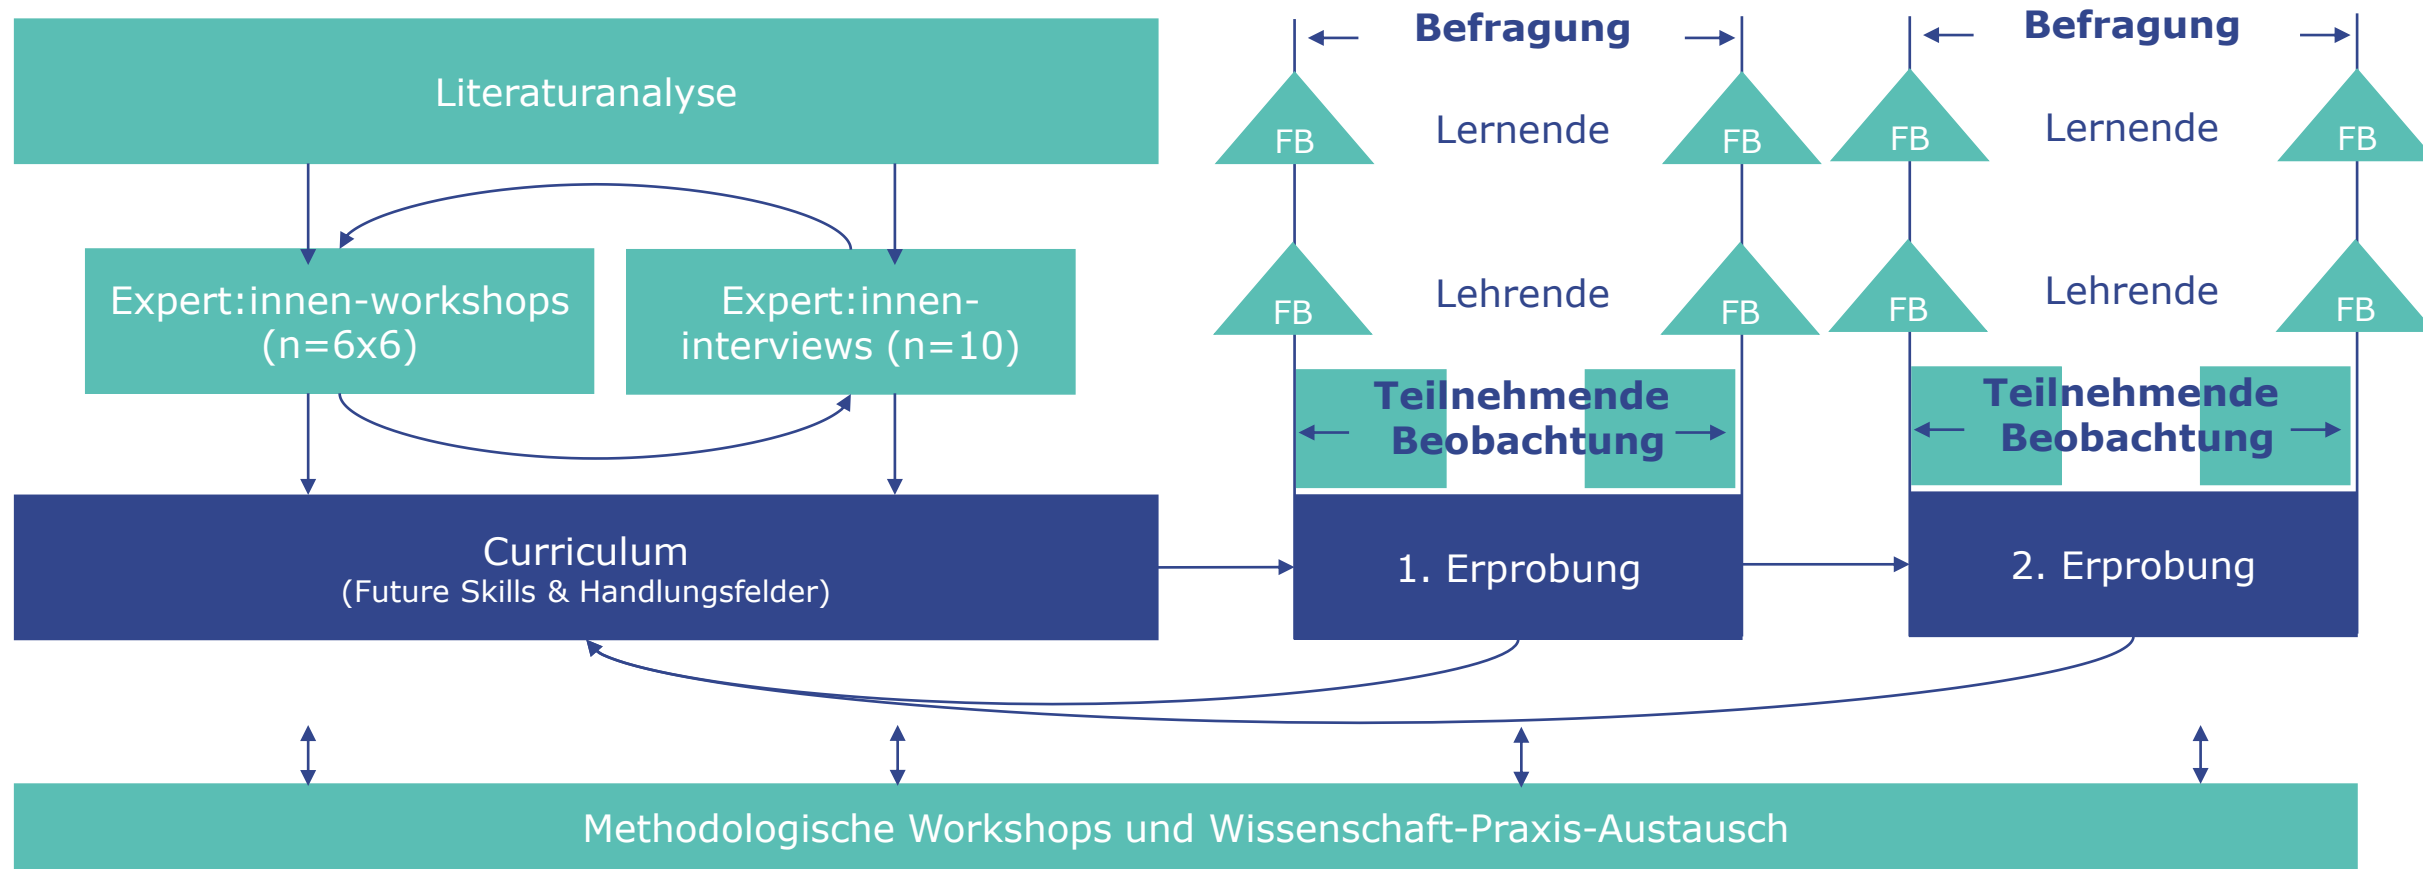 Literaturanalyse
Expert:innen-workshops
(n=6x6)
Expert:innen-
interviews (n=10)
Curriculum
(Future Skills & Handlungsfelder)
Befragung
FB
Lernende
FB
FB
Lehrende
FB
Teilnehmende
Beobachtung
1. Erprobung
Befragung
FB
Lernende
FB
FB
Lehrende
FB
Teilnehmende
Beobachtung
2. Erprobung
Methodologische Workshops und Wissenschaft-Praxis-Austausch